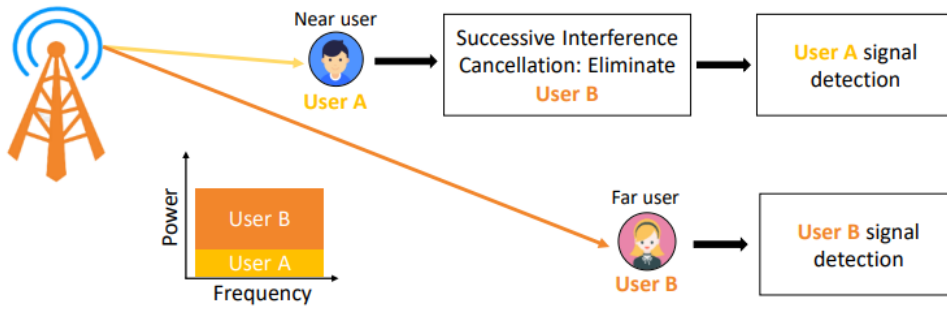 Near user
User A
Successive Interference
Cancellation: Eliminate
User B
User A signal
detection
Power
User B
User A
Frequency
Far user
User B
User B signal
detection